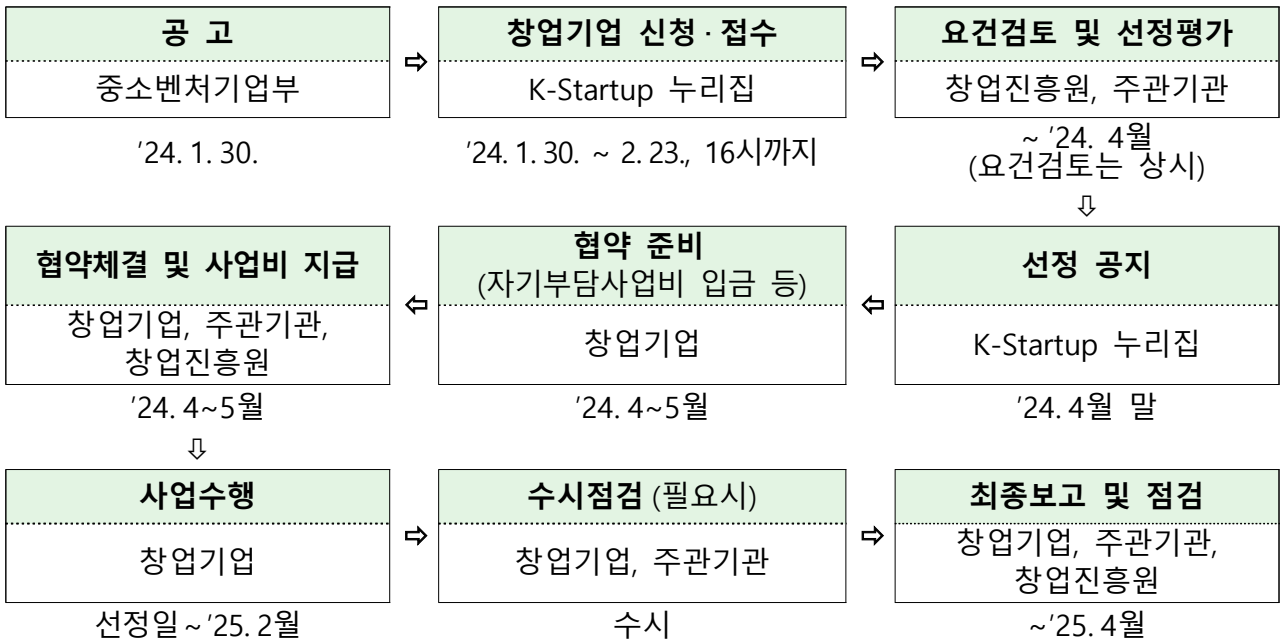 공 고
중소벤처기업부
'24. 1. 30.
⇨
창업기업 신청·접수
K-Startup 누리집
'24. 1. 30. ~ 2. 23., 16시까지
⇨
요건검토 및 선정평가
창업진흥원, 주관기관
~ '24. 4월
(요건검토는 상시)
⇩
선정 공지
K-Startup 누리집
'24. 4월 말
⇦
협약 준비
(자기부담사업비 입금 등)
창업기업
'24. 4~5월
⇦
협약체결 및 사업비 지급
창업기업, 주관기관,
창업진흥원
'24. 4~5월
⇩
사업수행
창업기업
선정일~'25. 2월
⇨
수시점검 (필요시)
창업기업, 주관기관
수시
⇨
최종보고 및 점검
창업기업, 주관기관,
창업진흥원
~'25. 4월